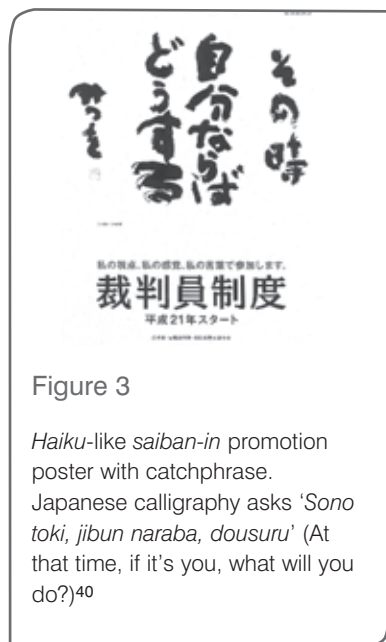 その時
自分ならば
どうする
みつを
私の視点、私の感覚、私の言葉で参加します。
裁判員制度
平成21年スタート
Figure 3
Haiku-like saiban-in promotion
poster with catchphrase.
Japanese calligraphy asks ‘Sono
toki, jibun naraba, dousuru’ (At
that time, if it’s you, what will you
do?)40